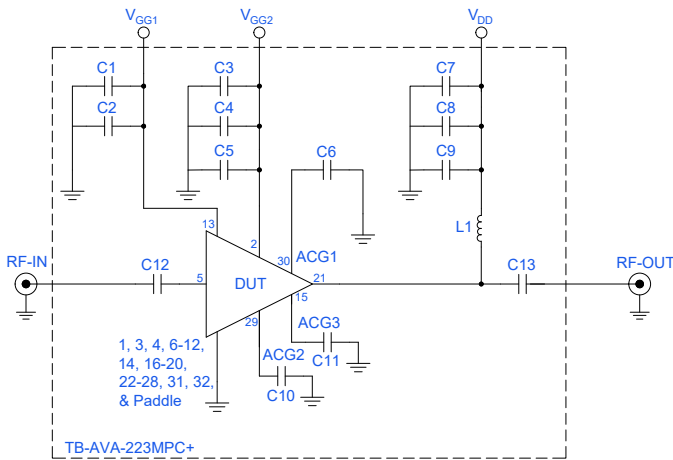 VGG1
VGG2
VDD
C1
C3
C7
C2
C4
C8
C5
C6
C9
L1
13
2
30
ACG1
RF-IN
C12
5
DUT
21
C13
RF-OUT
15
29
ACG3
C11
1, 3, 4, 6-12,
14, 16-20,
22-28, 31, 32,
& Paddle
ACG2
C10
TB-AVA-223MPC+